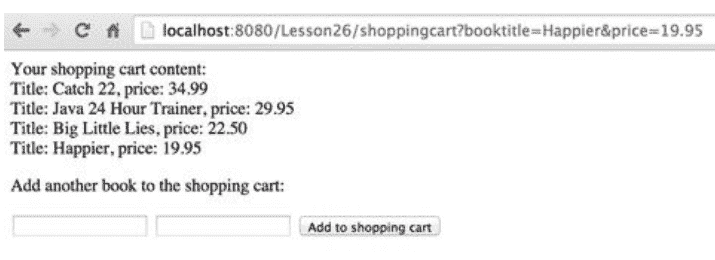 localhost:8080/Lesson26/shoppingcart?booktitle=Happier&price=19.95
Your shopping cart content:
Title: Catch 22, price: 34.99
Title: Java 24 Hour Trainer, price: 29.95
Title: Big Little Lies, price: 22.50
Title: Happier, price: 19.95
Add another book to the shopping cart:
Add to shopping cart